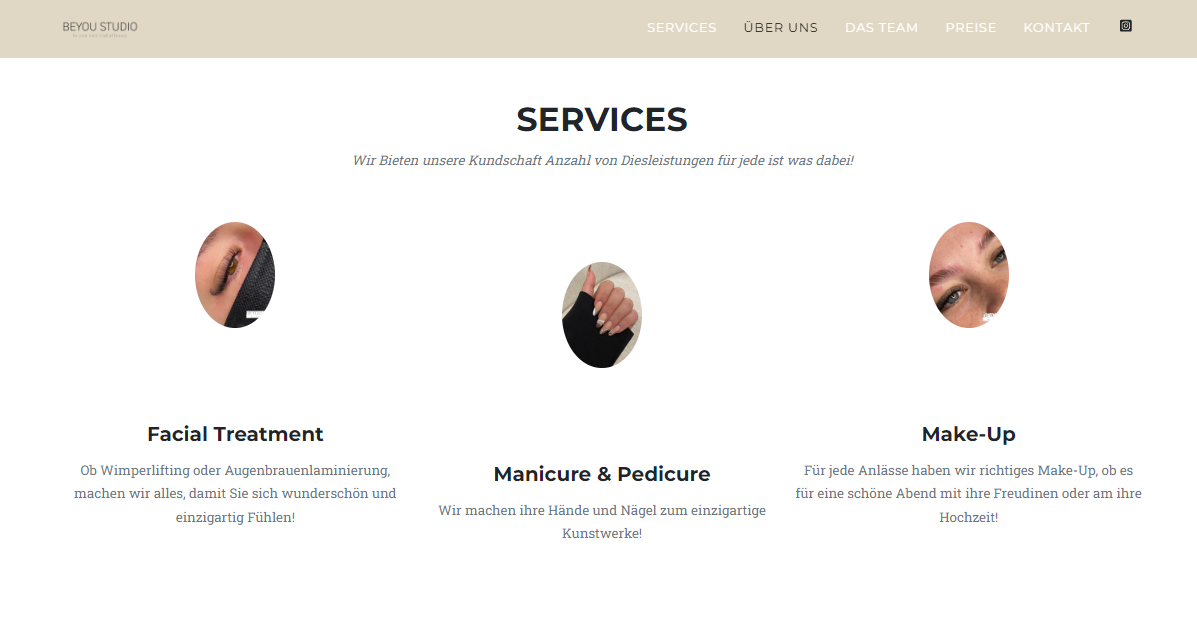 BEYOU STUDIO
SERVICES ÜBER UNS DAS TEAM PREISE KONTAKT
SERVICES
Wir Bieten unsere Kundschaft Anzahl von Diesleistungen für jede ist was dabei!
Facial Treatment
Ob Wimperlifting oder Augenbrauenlaminierung,
machen wir alles, damit Sie sich wunderschön und
einzigartig Fühlen!
Manicure & Pedicure
Wir machen ihre Hände und Nägel zum einzigartige
Kunstwerke!
Make-Up
Für jede Anlässe haben wir richtiges Make-Up, ob es
für eine schöne Abend mit ihre Freudinen oder am ihre
Hochzeit!